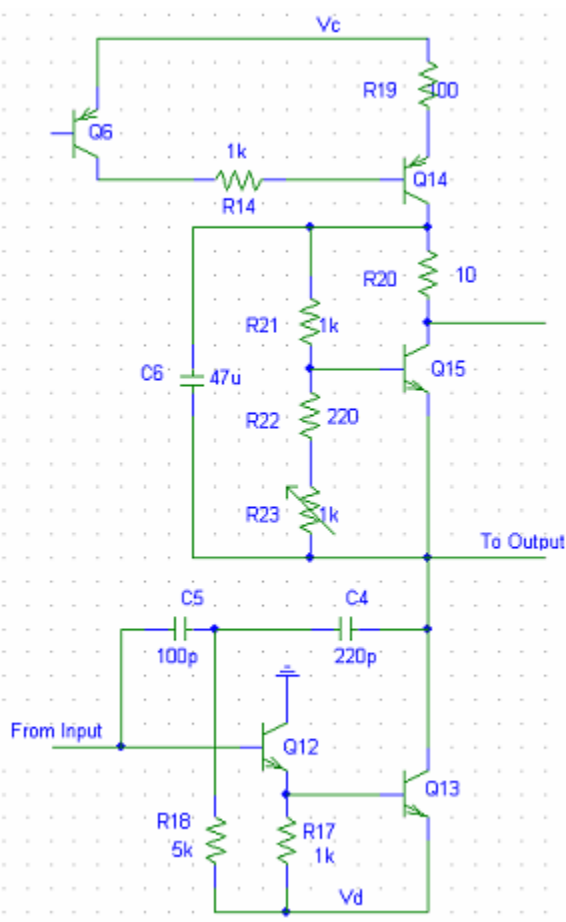 Vc
R19 100
Q6
Q14
1k
R14
R20 10
R21 1k
C6 47u
Q15
R22 220
R23 1k
To Output
C5 C4
100p 220p
From Input
Q12
Q13
R18 R17
5k 1k
Vd